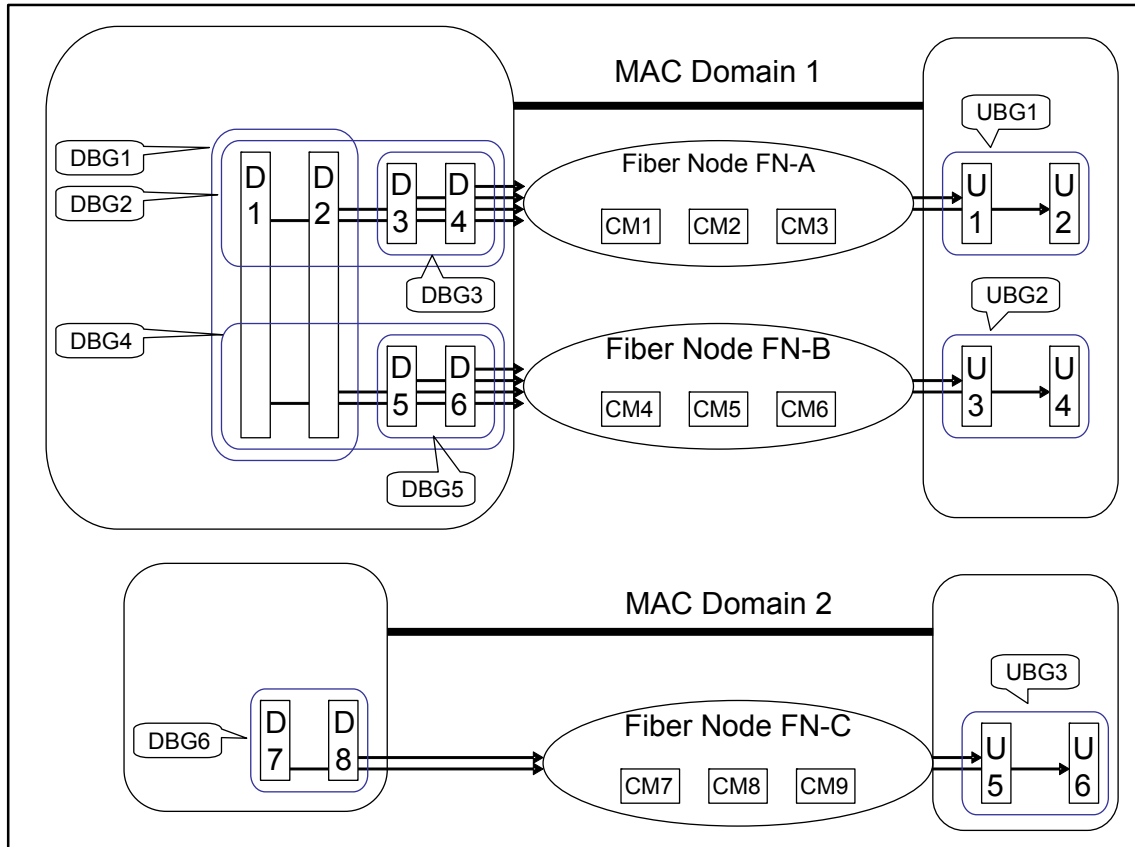 MAC Domain 1
UBG1
DBG1
DBG2
D
1
D
2
D
3
D
4
Fiber Node FN-A
CM1 CM2 CM3
U
1
U
2
DBG3
UBG2
DBG4
D
5
D
6
Fiber Node FN-B
CM4 CM5 CM6
U
3
U
4
DBG5
MAC Domain 2
UBG3
DBG6
D
7
D
8
Fiber Node FN-C
CM7 CM8 CM9
U
5
U
6